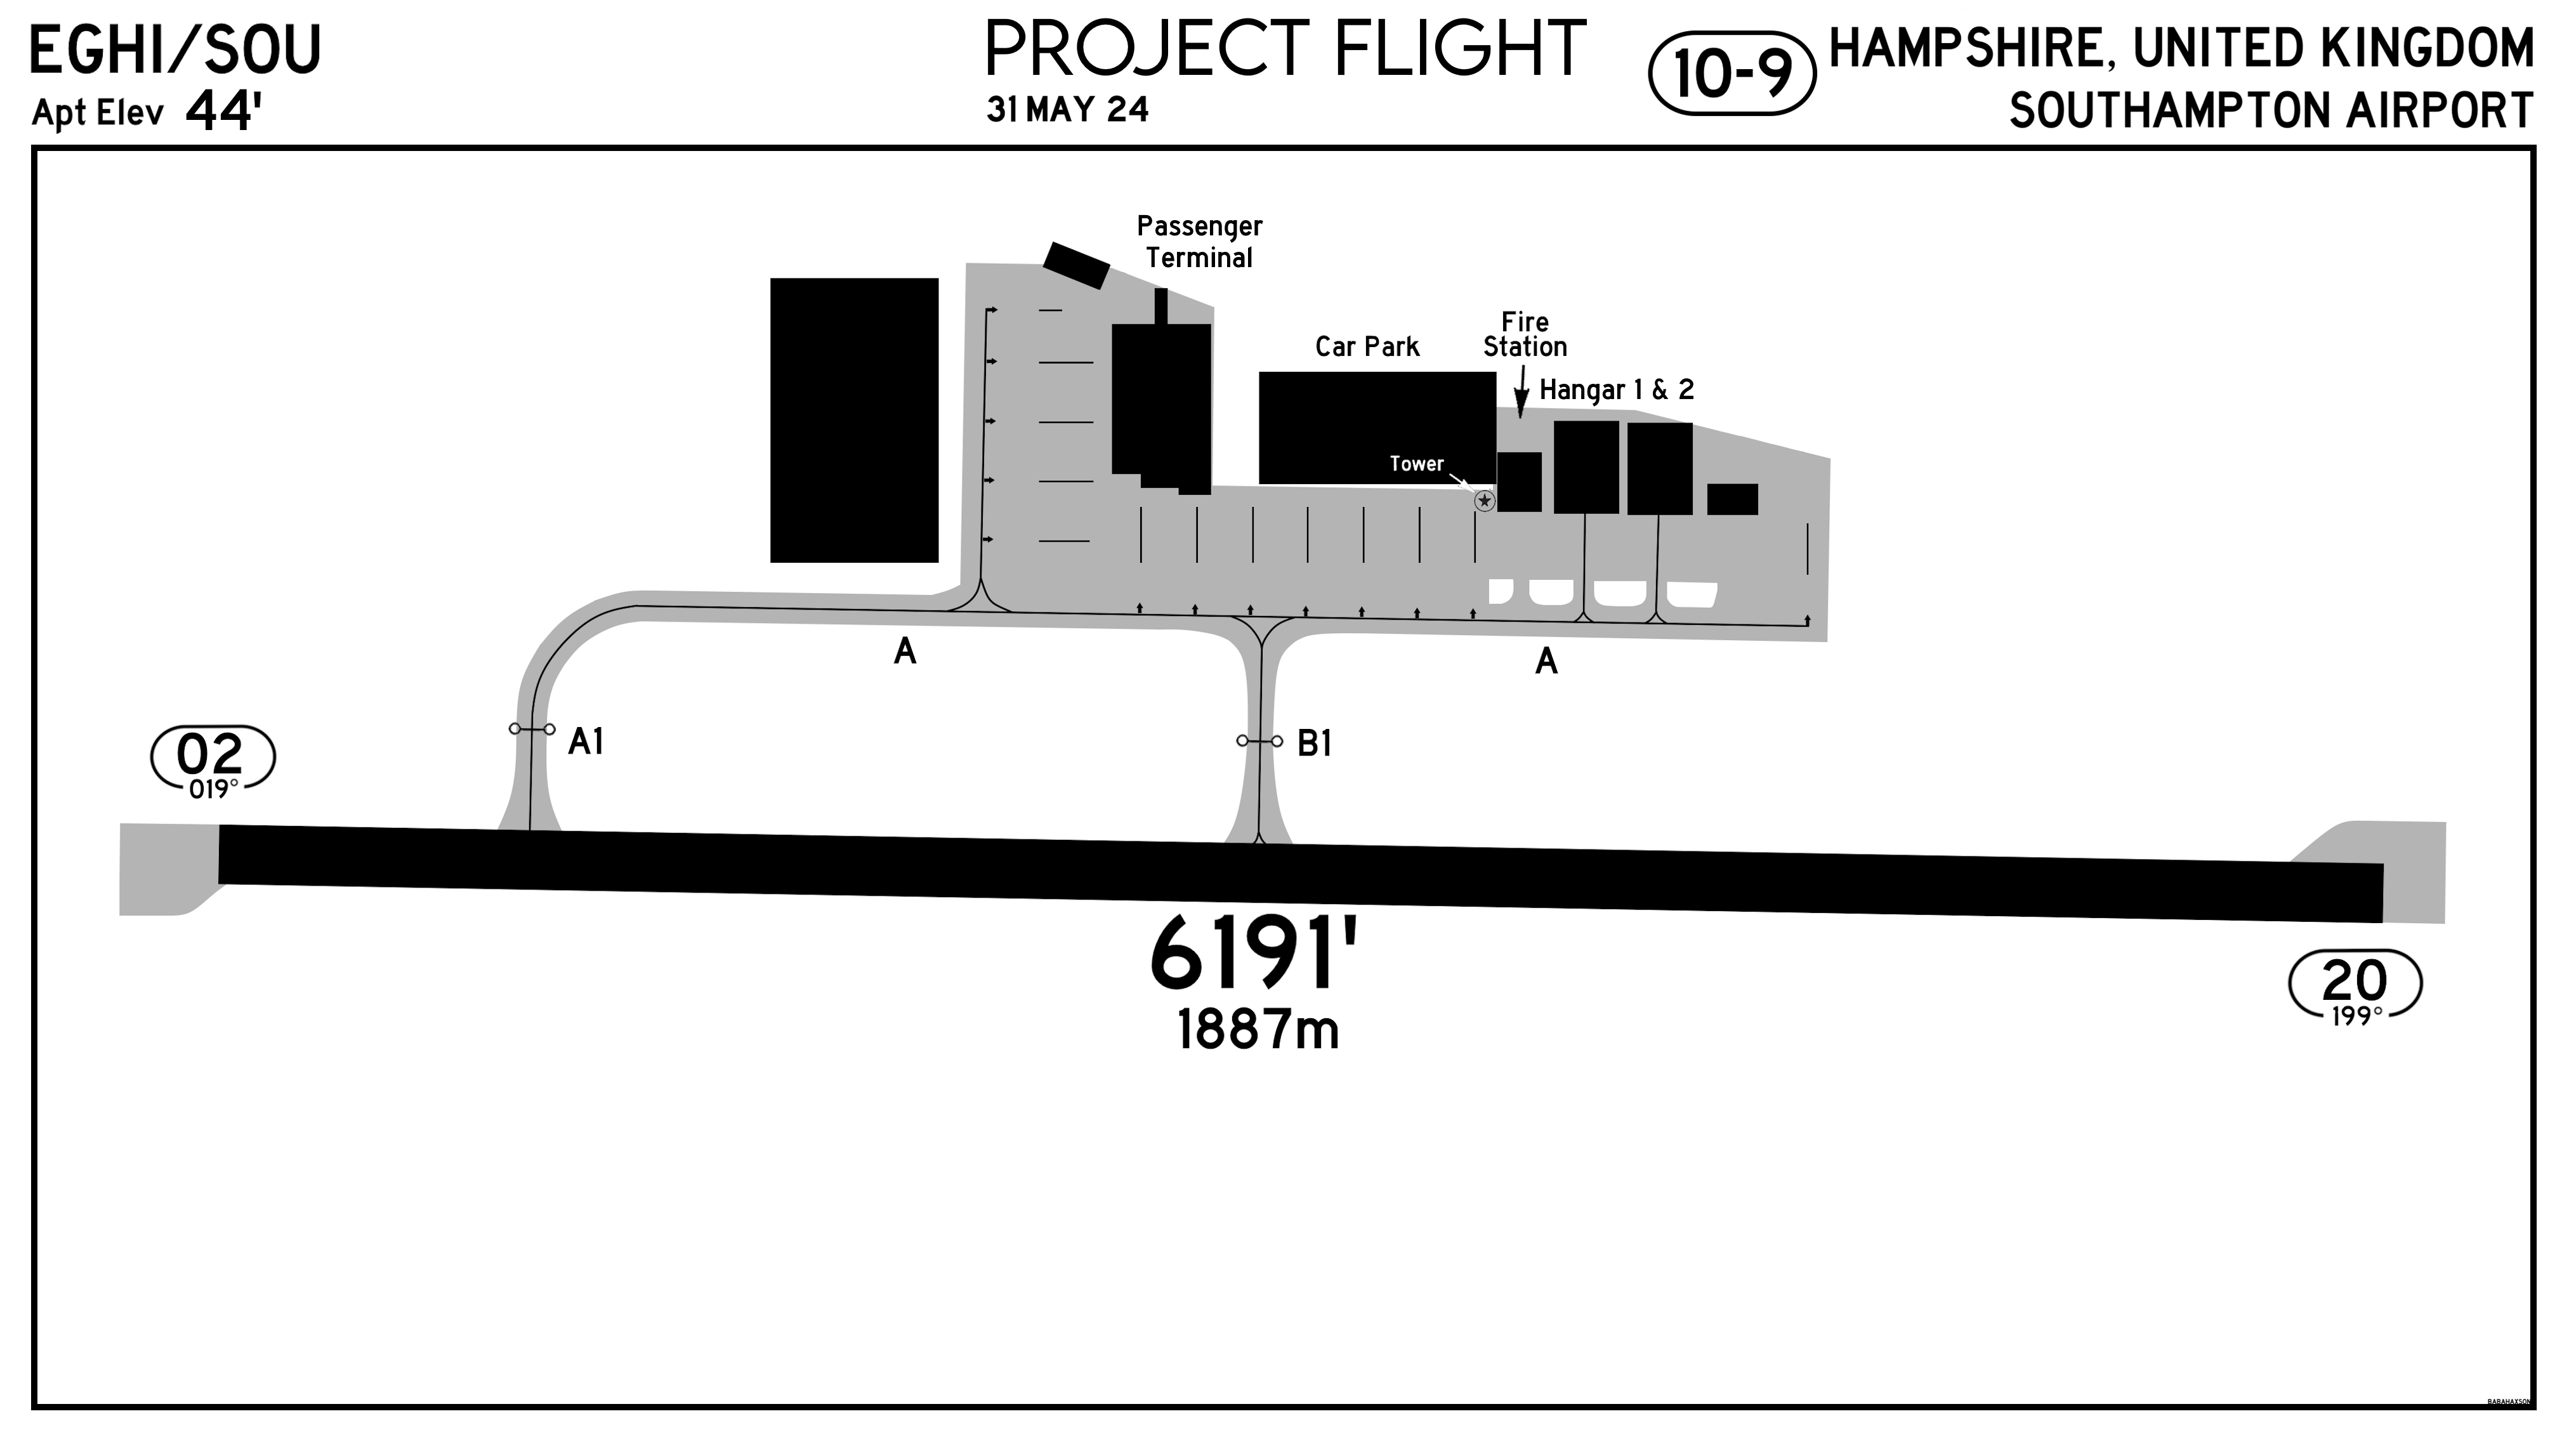 EGHI/SOU
Apt Elev 44'
PROJECT FLIGHT
31 MAY 24
10-9
HAMPSHIRE, UNITED KINGDOM
SOUTHAMPTON AIRPORT
Passenger
Terminal
Car Park
Fire
Station
Hangar 1 & 2
Tower
A
A
A1
B1
02
019°
6191'
1887m
20
199°
BABAHAXSON